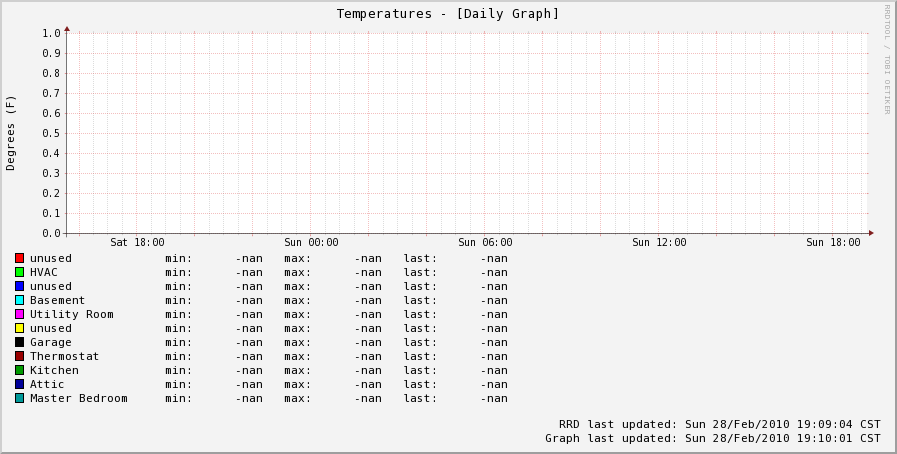 Temperatures - [Daily Graph]
RRDTOOL / TOBI OETIKER
Degrees (F)
1.0
0.9
0.8
0.7
0.6
0.5
0.4
0.3
0.2
0.1
0.0
Sat 18:00 Sun 00:00 Sun 06:00 Sun 12:00 Sun 18:00
unused min: -nan max: -nan last: -nan
HVAC min: -nan max: -nan last: -nan
unused min: -nan max: -nan last: -nan
Basement min: -nan max: -nan last: -nan
Utility Room min: -nan max: -nan last: -nan
unused min: -nan max: -nan last: -nan
Garage min: -nan max: -nan last: -nan
Thermostat min: -nan max: -nan last: -nan
Kitchen min: -nan max: -nan last: -nan
Attic min: -nan max: -nan last: -nan
Master Bedroom min: -nan max: -nan last: -nan
RRD last updated: Sun 28/Feb/2010 19:09:04 CST
Graph last updated: Sun 28/Feb/2010 19:10:01 CST